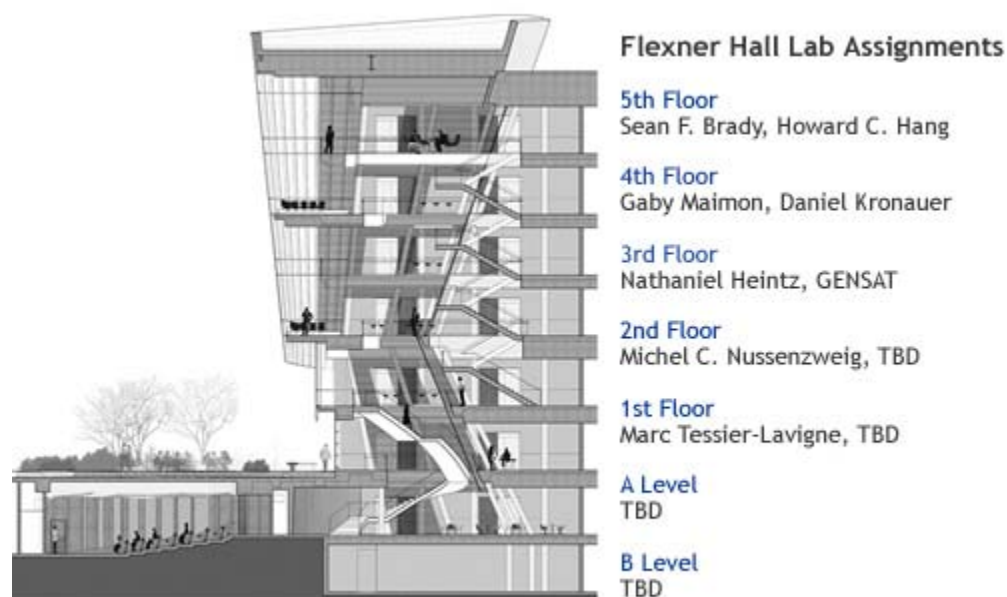 Flexner Hall Lab Assignments
5th Floor
Sean F. Brady, Howard C. Hang
4th Floor
Gaby Maimon, Daniel Kronauer
3rd Floor
Nathaniel Heintz, GENSAT
2nd Floor
Michel C. Nussenzweig, TBD
1st Floor
Marc Tessier-Lavigne, TBD
A Level
TBD
B Level
TBD